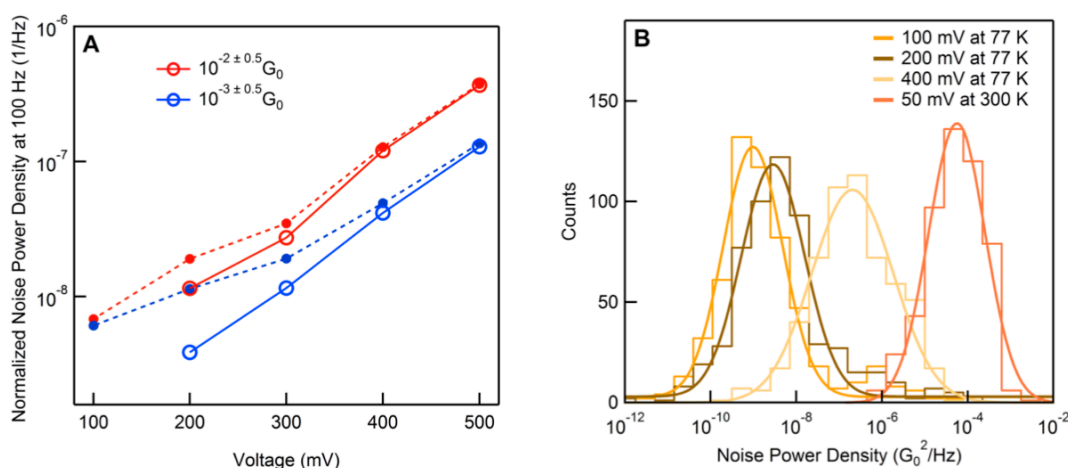 A
10^-2 ± 0.5 G₀
10^-3 ± 0.5 G₀
Normalized Noise Power Density at 100 Hz (1/Hz)
10^-6
10^-7
10^-8
100 200 300 400 500
Voltage (mV)
B
100 mV at 77 K
200 mV at 77 K
400 mV at 77 K
50 mV at 300 K
Counts
150
100
50
0
10^-12 10^-10 10^-8 10^-6 10^-4 10^-2
Noise Power Density (G₀²/Hz)